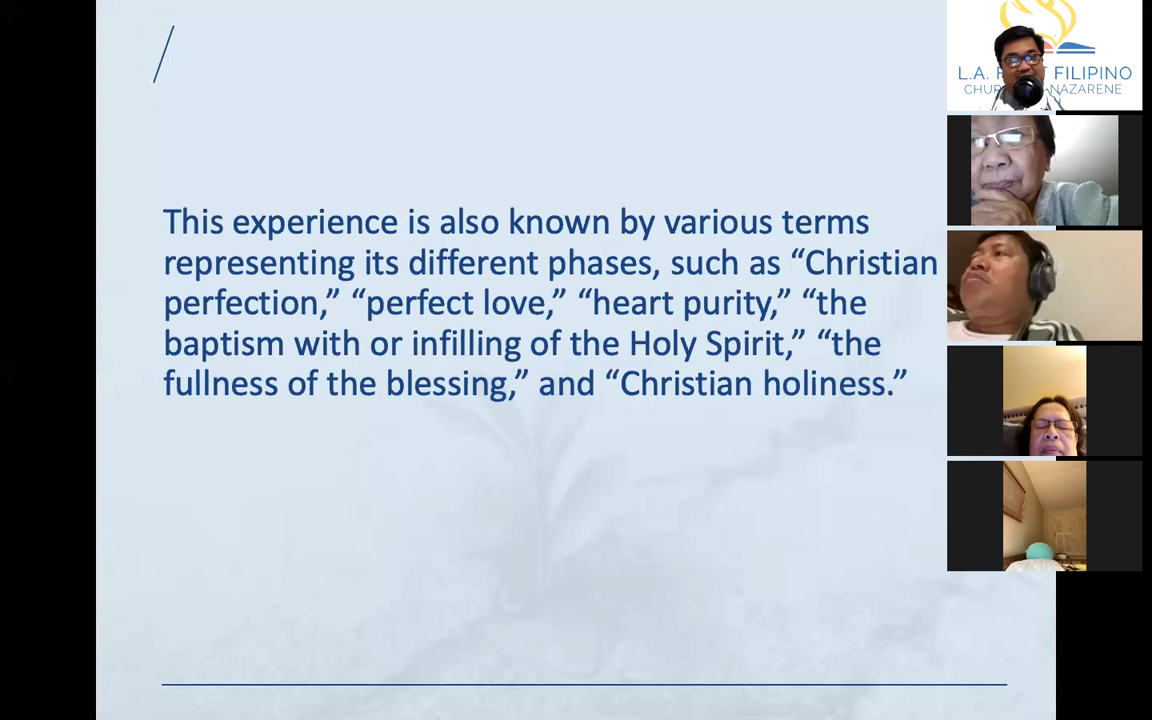 This experience is also known by various terms
representing its different phases, such as “Christian
perfection,” “perfect love,” “heart purity,” “the
baptism with or infilling of the Holy Spirit,” “the
fullness of the blessing,” and “Christian holiness.”
L.A. FILIPINO
NAZARENE